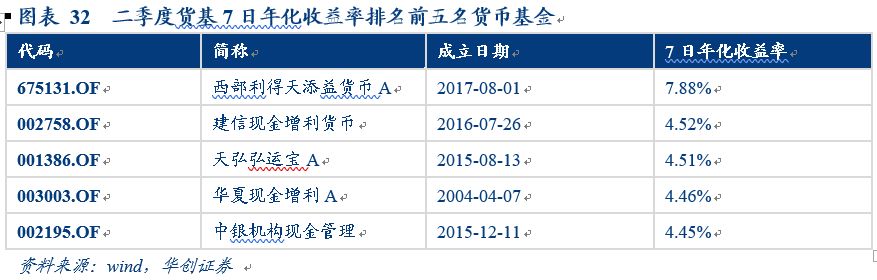 图表 32 二季度货基 7 日年化收益率排名前五名货币基金
代码 简称 成立日期 7 日年化收益率
675131.OF 西部利得天添益货币 A 2017-08-01 7.88%
002758.OF 建信现金增利货币 2016-07-26 4.52%
001386.OF 天弘弘运宝 A 2015-08-13 4.51%
003003.OF 华夏现金增利 A 2004-04-07 4.46%
002195.OF 中银机构现金管理 2015-12-11 4.45%
资料来源：wind，华创证券